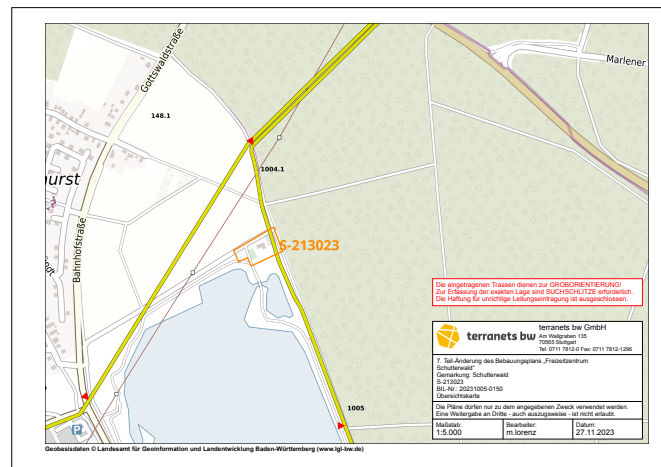 Gottswaldstraße
Marlener
148.1
1004.1
hurst
Bahnhofstraße
S-213023
Die eingetragenen Trassen dienen zur GROBORIENTIERUNG!
Zur Erfassung der exakten Lage sind SUCHSCHLITZE erforderlich.
Die Haftung für unrichtige Leitungseintragung ist ausgeschlossen.
terranets bw
terranets bw GmbH
Am Wallgraben 135
70565 Stuttgart
Tel: 0711 7812-0 Fax: 0711 7812-1296
7. Teil-Änderung des Bebauungsplans „Freizeitzentrum
Schutterwald“
Gemarkung: Schutterwald
S-213023
BIL-Nr.: 20231005-0150
Übersichtskarte
Die Pläne dürfen nur zu dem angegebenen Zweck verwendet werden.
Eine Weitergabe an Dritte - auch auszugsweise - ist nicht erlaubt.
Maßstab:
1:5.000
Bearbeiter:
m.lorenz
Datum:
27.11.2023
1005
P
Geobasisdaten © Landesamt für Geoinformation und Landentwicklung Baden-Württemberg (www.lgl-bw.de)